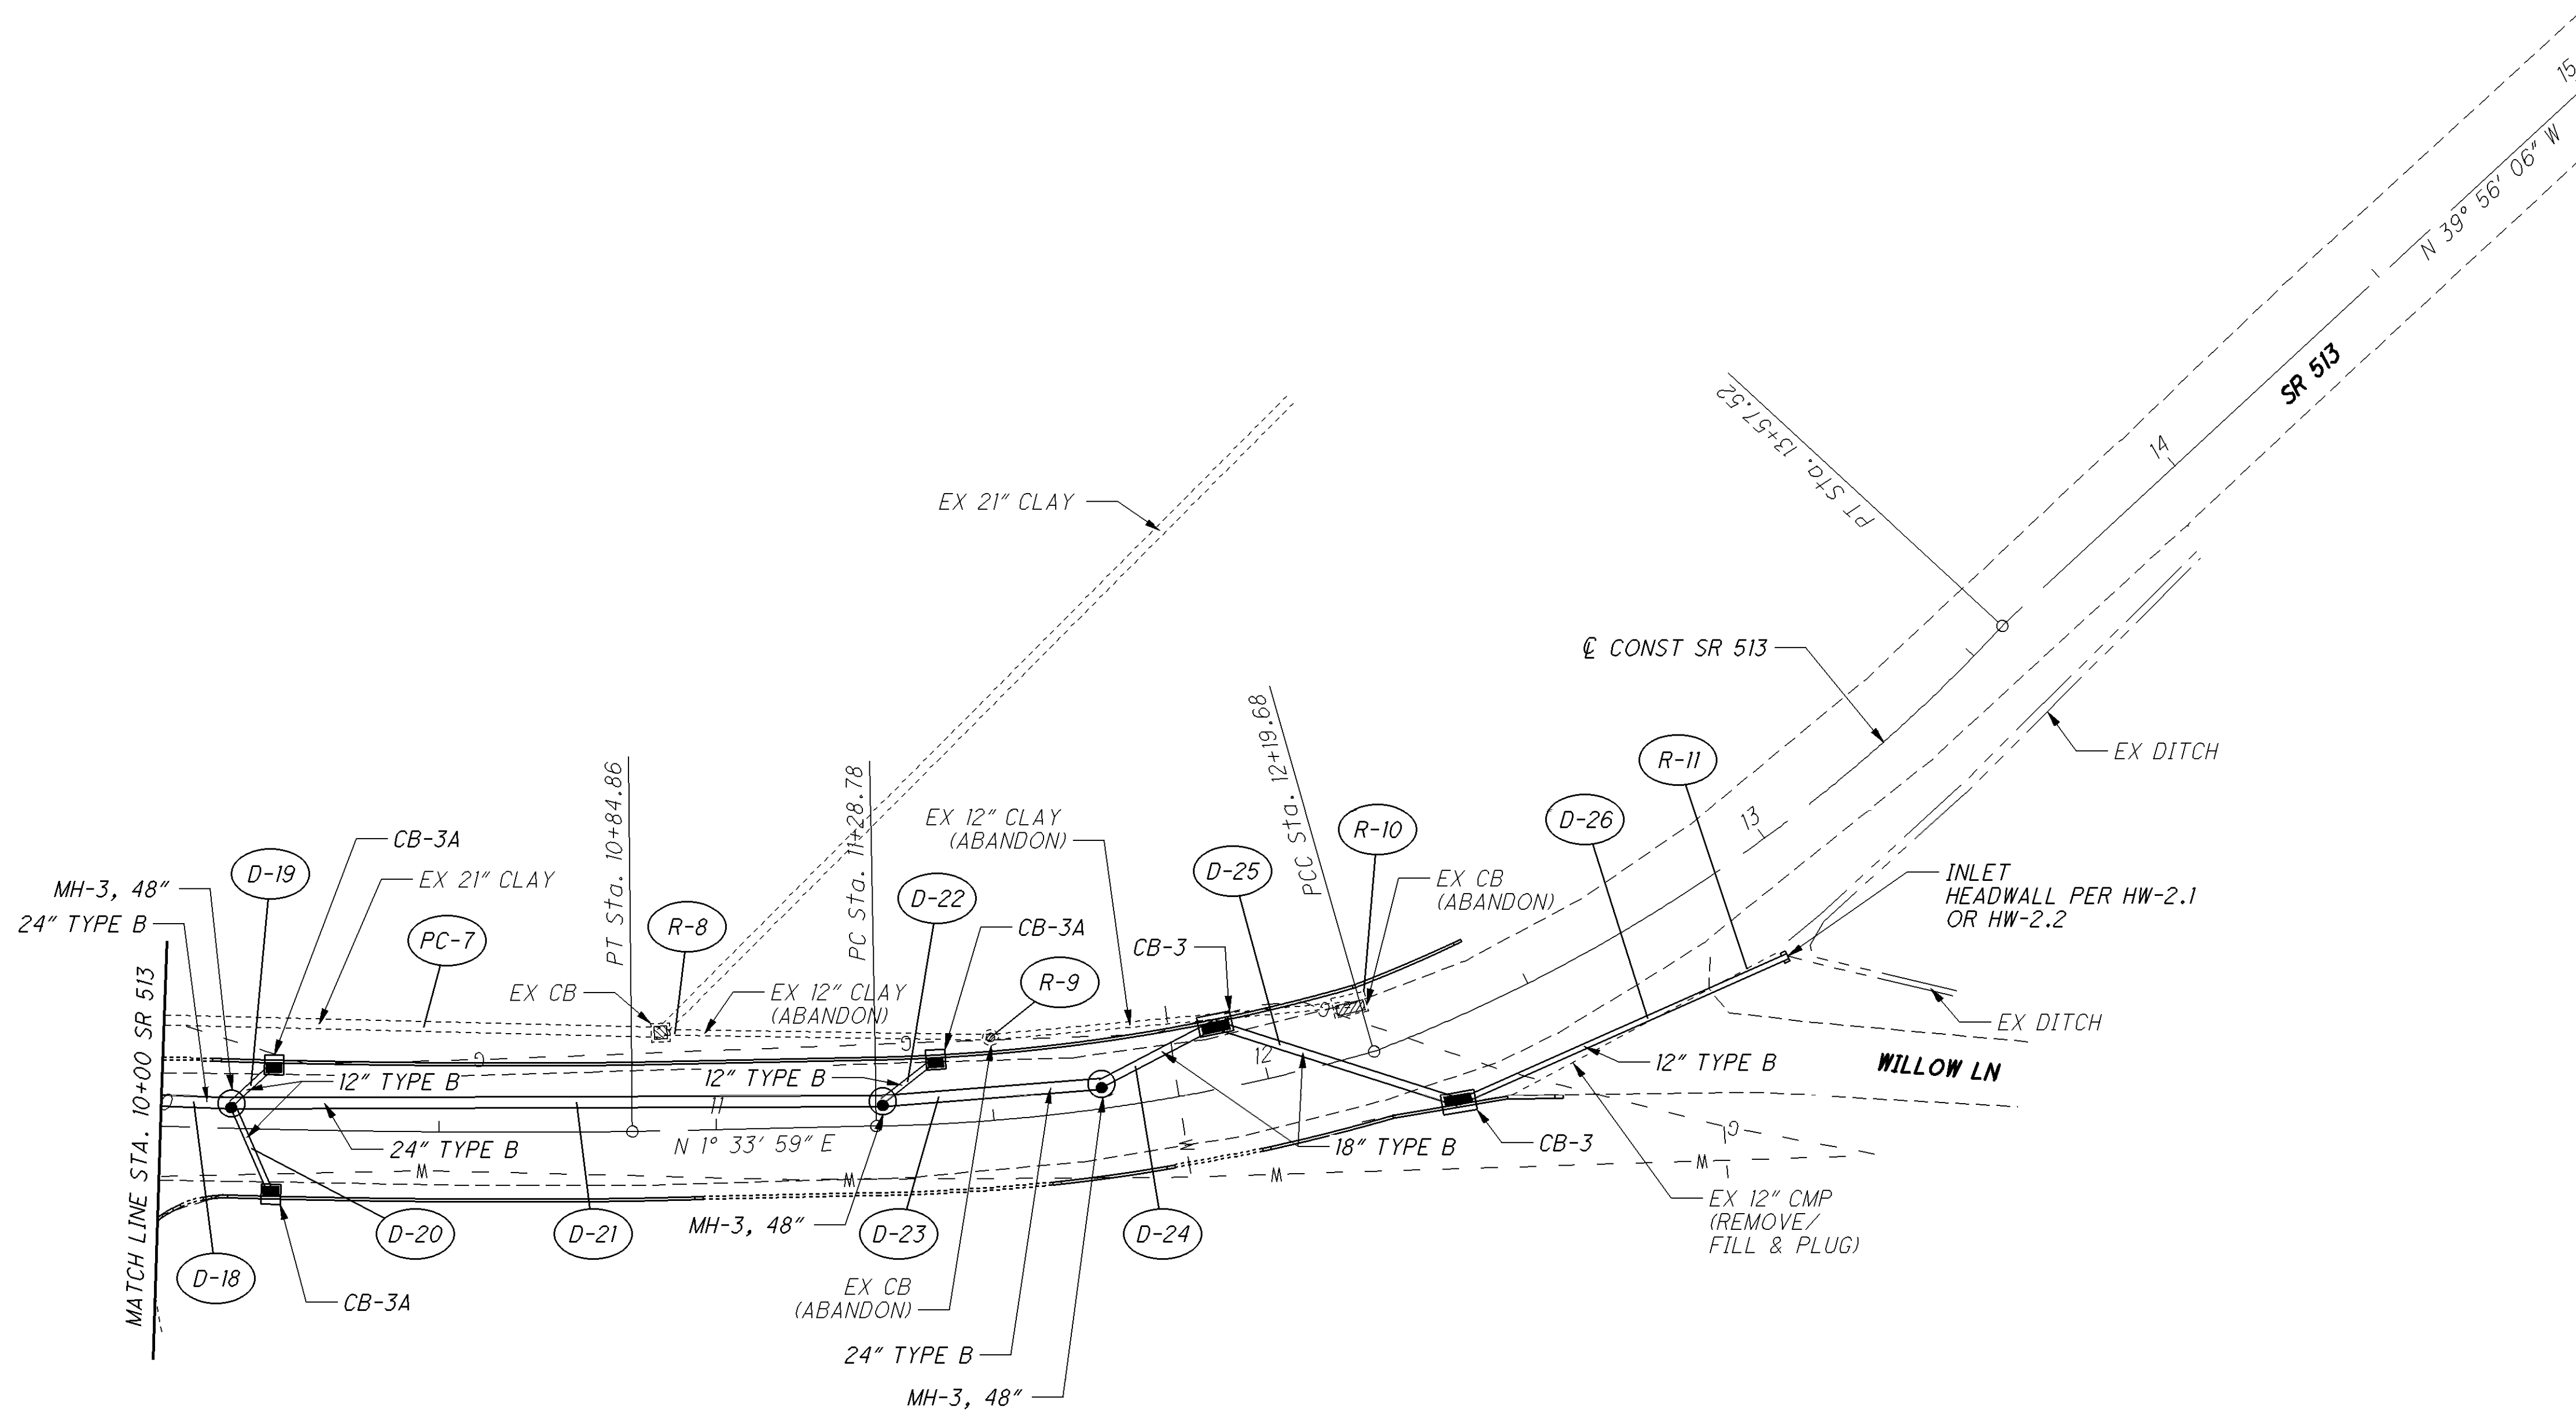 15
N 39° 56' 06" W
SR 513
14
PT Sta. 13+57.52
EX 21" CLAY
℄ CONST SR 513
EX DITCH
PCC Sta. 12+19.68
R-11
13
D-26
R-10
EX 12" CLAY
(ABANDON)
PT Sta. 10+84.86
PC Sta. 11+28.78
CB-3A
D-19
EX 21" CLAY
MH-3, 48"
24" TYPE B
PC-7
R-8
D-22
CB-3A
D-25
EX CB
(ABANDON)
INLET
HEADWALL PER HW-2.1
OR HW-2.2
CB-3
R-9
EX CB
EX 12" CLAY
(ABANDON)
MATCH LINE STA. 10+00 SR 513
G
G
G
EX DITCH
12
12" TYPE B
12" TYPE B
12" TYPE B
WILLOW LN
11
24" TYPE B
N 1° 33' 59" E
18" TYPE B
CB-3
G
W
W
W
W
W
MH-3, 48"
D-18
D-20
D-21
D-23
D-24
EX 12" CMP
(REMOVE/
FILL & PLUG)
CB-3A
EX CB
(ABANDON)
24" TYPE B
MH-3, 48"